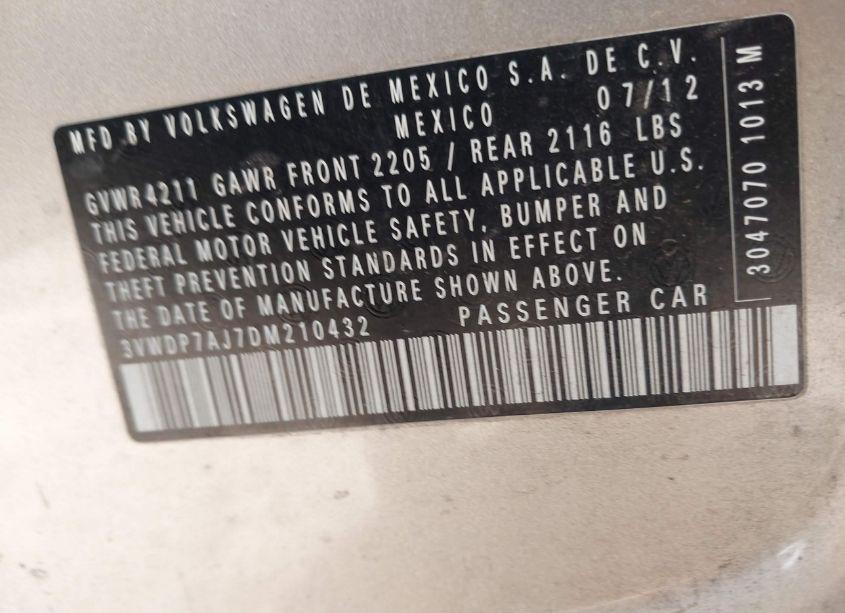 MFD BY VOLKSWAGEN DE MEXICO S.A. DE C.V.
MEXICO 07/12
GVWR4211 GAWR FRONT 2205 / REAR 2116 LBS
THIS VEHICLE CONFORMS TO ALL APPLICABLE U.S.
FEDERAL MOTOR VEHICLE SAFETY, BUMPER AND
THEFT PREVENTION STANDARDS IN EFFECT ON
THE DATE OF MANUFACTURE SHOWN ABOVE.
3VWDP7AJ7DM210432 PASSENGER CAR
3047070 1013 M